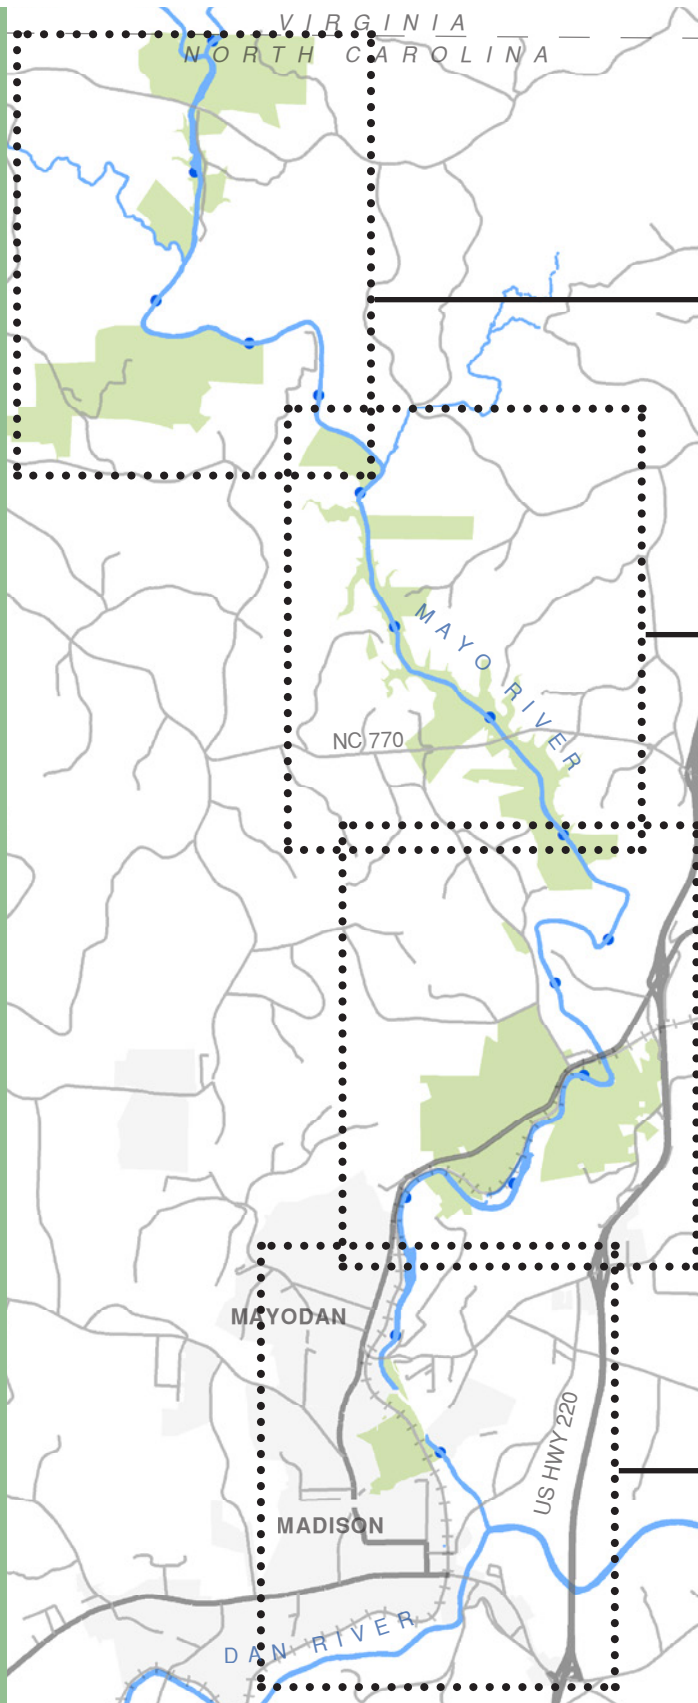 VIRGINIA
NORTH CAROLINA
MAYO RIVER
NC 770
MAYODAN
US HWY 220
MADISON
DAN RIVER